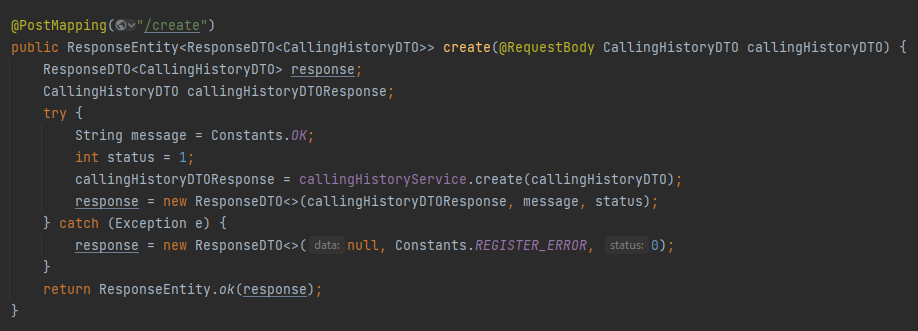 @PostMapping("/create")
public ResponseEntity<ResponseDTO<CallingHistoryDTO>> create(@RequestBody CallingHistoryDTO callingHistoryDTO) {
    ResponseDTO<CallingHistoryDTO> response;
    CallingHistoryDTO callingHistoryDTOResponse;
    try {
        String message = Constants.OK;
        int status = 1;
        callingHistoryDTOResponse = callingHistoryService.create(callingHistoryDTO);
        response = new ResponseDTO<>(callingHistoryDTOResponse, message, status);
    } catch (Exception e) {
        response = new ResponseDTO<>( data: null, Constants.REGISTER_ERROR, status: 0);
    }
    return ResponseEntity.ok(response);
}